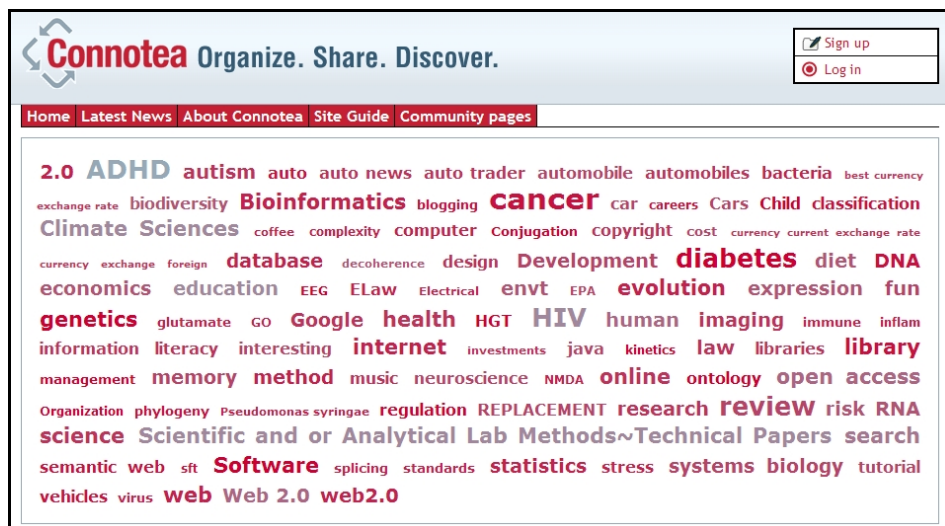 Connotea Organize. Share. Discover.
Sign up
Log in
Home Latest News About Connotea Site Guide Community pages
2.0 ADHD autism auto auto news auto trader automobile automobiles bacteria best currency
exchange rate biodiversity Bioinformatics blogging cancer car careers Cars Child classification
Climate Sciences coffee complexity computer Conjugation copyright cost currency current exchange rate
currency exchange foreign database decoherence design Development diabetes diet DNA
economics education EEG ELaw Electrical envt EPA evolution expression fun
genetics glutamate GO Google health HGT HIV human imaging immune inflam
information literacy interesting internet investments java kinetics law libraries library
management memory method music neuroscience NMDA online ontology open access
Organization phylogeny Pseudomonas syringae regulation REPLACEMENT research review risk RNA
science Scientific and or Analytical Lab Methods~Technical Papers search
semantic web sft Software splicing standards statistics stress systems biology tutorial
vehicles virus web Web 2.0 web2.0